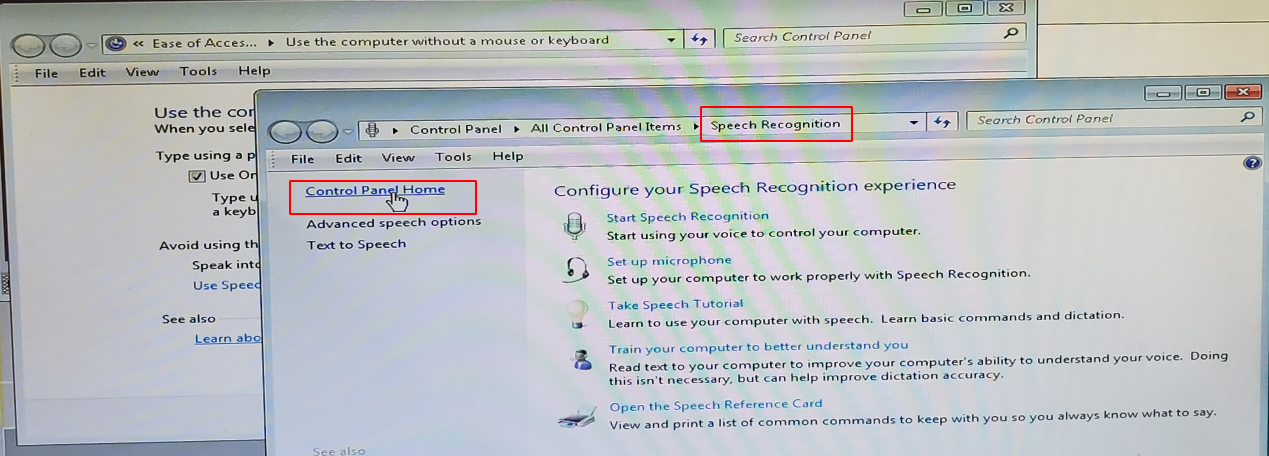 « Ease of Acces... ▸ Use the computer without a mouse or keyboard
Search Control Panel
File Edit View Tools Help
Use the
When you
Type using a
Use
Type
a
Avoid using
Speak
Use
See also
Learn
Control Panel ▸ All Control Panel Items ▸ Speech Recognition
Search Control Panel
File Edit View Tools Help
Control Panel Home
Advanced speech options
Text to Speech
See also
Configure your Speech Recognition experience
Start Speech Recognition
Start using your voice to control your computer.
Set up microphone
Set up your computer to work properly with Speech Recognition.
Take Speech Tutorial
Learn to use your computer with speech. Learn basic commands and dictation.
Train your computer to better understand you
Read text to your computer to improve your computer's ability to understand your voice. Doing
this isn't necessary, but can help improve dictation accuracy.
Open the Speech Reference Card
View and print a list of common commands to keep with you so you always know what to say.